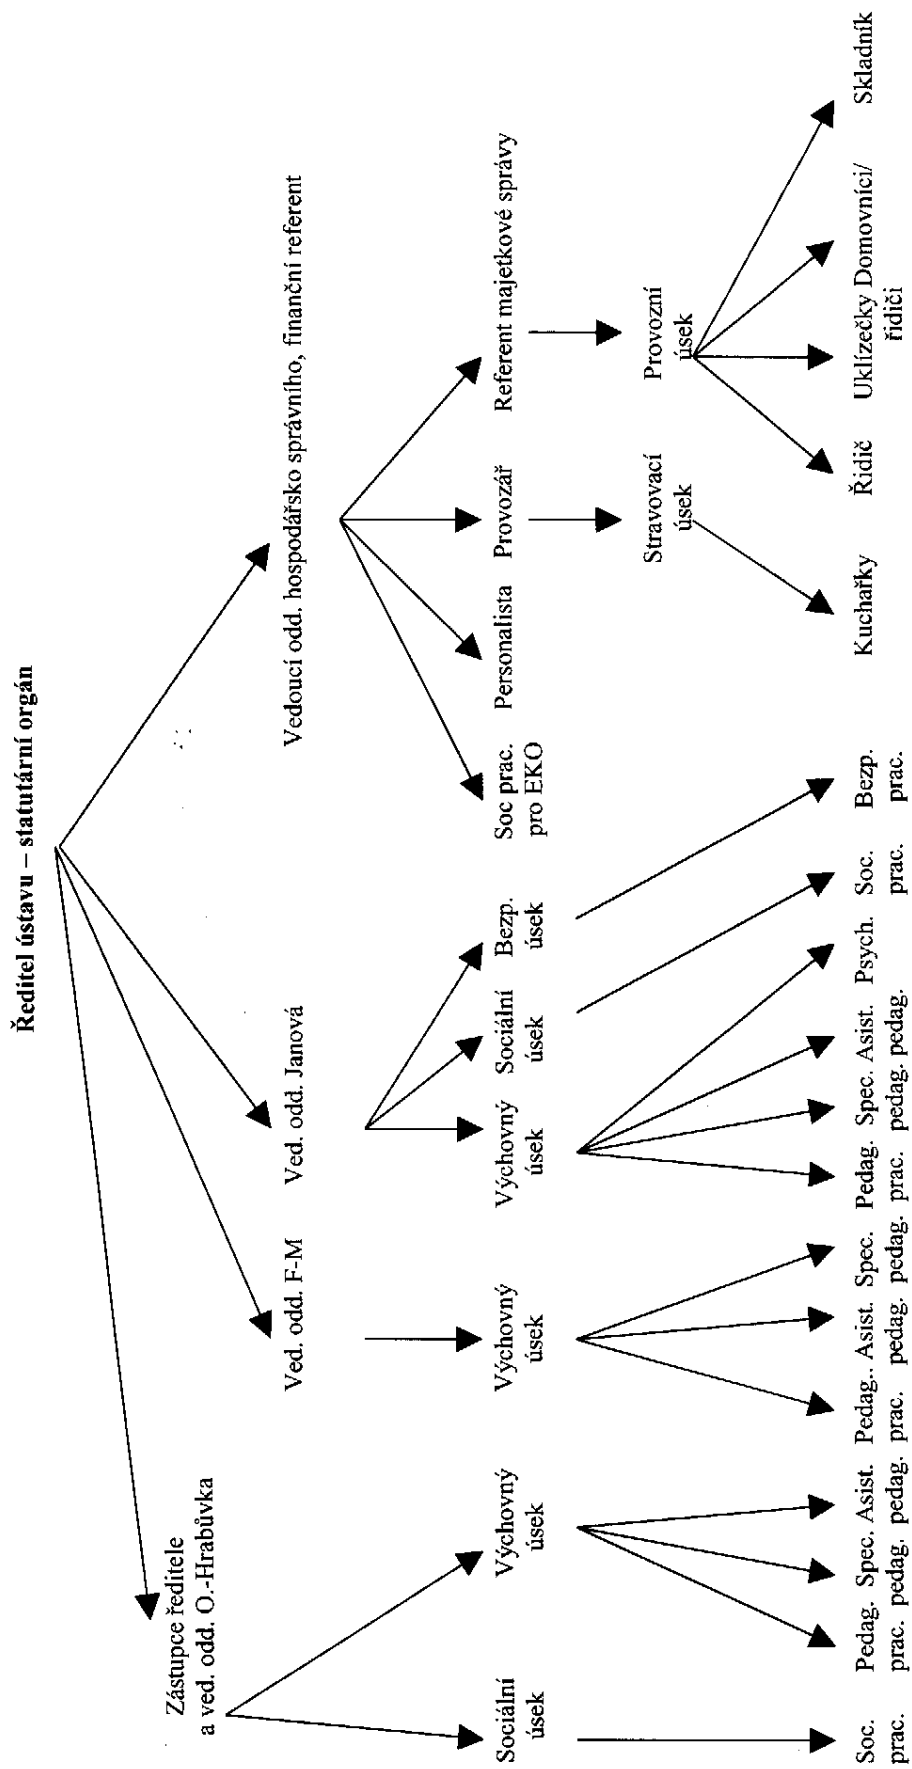 Ředitel ústavu – statutární orgán
Zástupce ředitele
a ved. odd. O.-Hrabůvka
Ved. odd. F-M
Ved. odd. Janová
Vedoucí odd. hospodářsko správního, finanční referent
Sociální
úsek
Výchovný
úsek
Výchovný
úsek
Výchovný
úsek
Sociální
úsek
Bezp.
úsek
Soc prac.
pro EKO
Personalista
Provozář
Referent majetkové správy
Stravovací
úsek
Provozní
úsek
Soc.
prac.
Pedag.
prac.
Spec.
pedag.
Asist.
pedag.
Pedag..
prac.
Asist.
pedag.
Spec.
pedag.
Pedag.
prac.
Spec.
pedag.
Asist.
pedag.
Psych.
Soc.
prac.
Bezp.
prac.
Kuchařky
Řidič
Uklízečky
Domovníci/
řidiči
Skladník